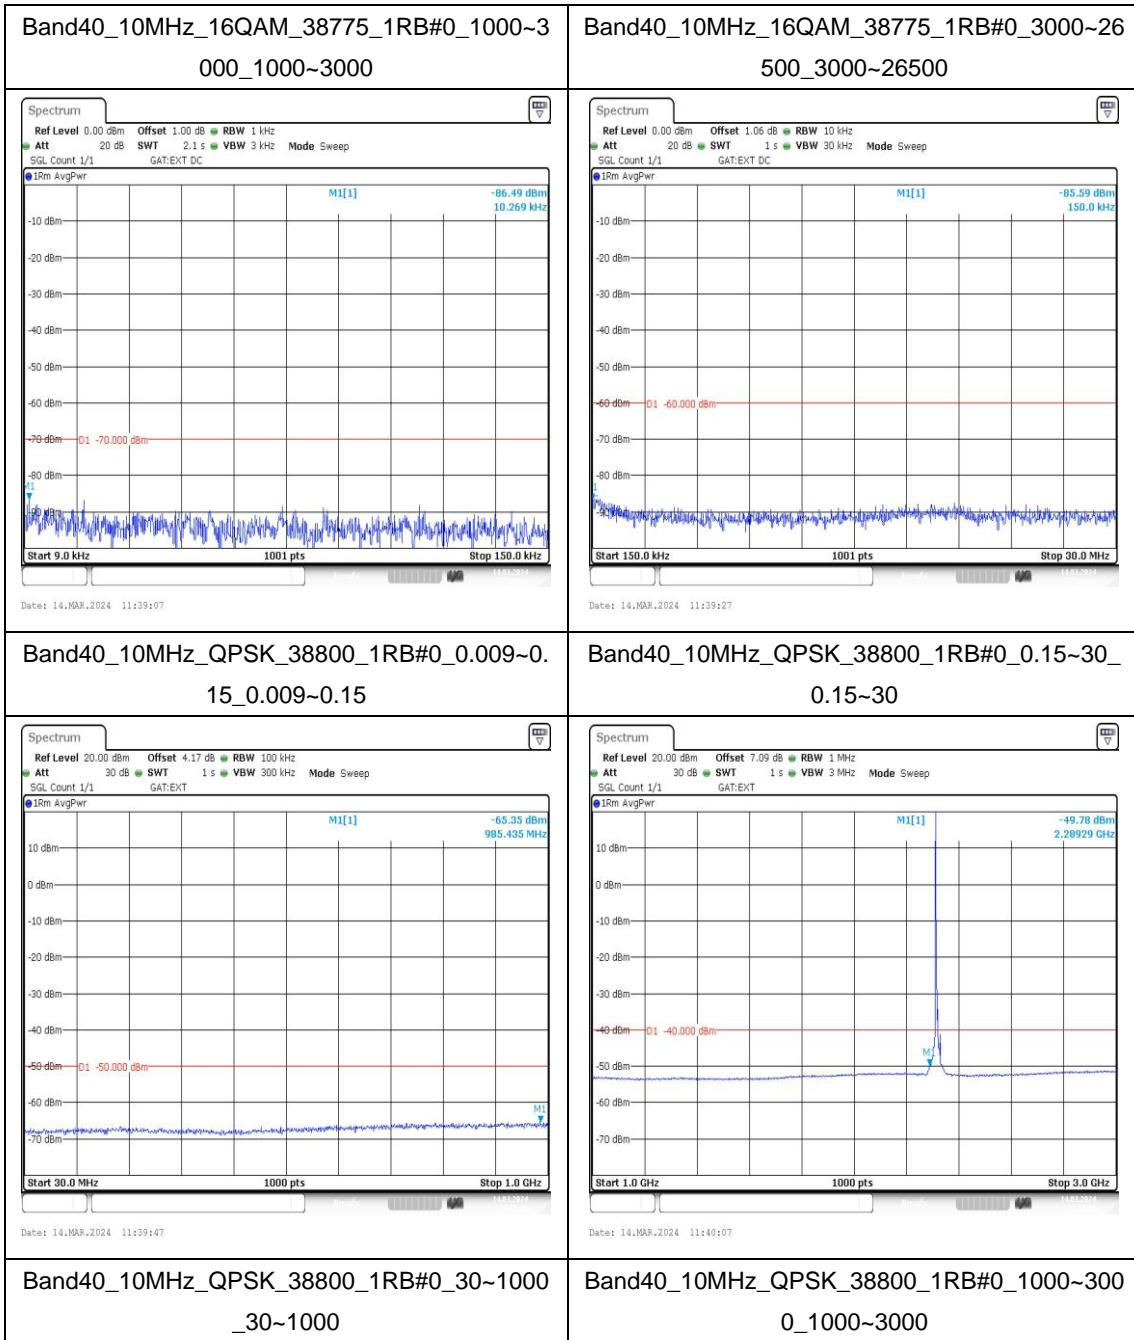 Band40_10MHz_16QAM_38775_1RB#0_1000~3
000_1000~3000
Band40_10MHz_16QAM_38775_1RB#0_3000~26
500_3000~26500
Spectrum
Ref Level 0.00 dBm Offset 1.00 dB RBW 1 kHz
Att 20 dB SWT 2.1 s VBW 3 kHz Mode Sweep
SGL Count 1/1 GAT:EXT DC
1Rm AvgPwr
M1[1] -86.49 dBm
10.269 kHz
-10 dBm
-20 dBm
-30 dBm
-40 dBm
-50 dBm
-60 dBm
-70 dBm D1 -70.000 dBm
-80 dBm
M1
-90 dBm
Start 9.0 kHz 1001 pts Stop 150.0 kHz
Date: 14.MAR.2024 11:39:07
Spectrum
Ref Level 0.00 dBm Offset 1.06 dB RBW 10 kHz
Att 20 dB SWT 1 s VBW 30 kHz Mode Sweep
SGL Count 1/1 GAT:EXT DC
1Rm AvgPwr
M1[1] -85.59 dBm
150.0 kHz
-10 dBm
-20 dBm
-30 dBm
-40 dBm
-50 dBm
-60 dBm D1 -60.000 dBm
-70 dBm
-80 dBm
-90 dBm
Start 150.0 kHz 1001 pts Stop 30.0 MHz
Date: 14.MAR.2024 11:39:27
Band40_10MHz_QPSK_38800_1RB#0_0.009~0.
15_0.009~0.15
Band40_10MHz_QPSK_38800_1RB#0_0.15~30_
0.15~30
Spectrum
Ref Level 20.00 dBm Offset 4.17 dB RBW 100 kHz
Att 30 dB SWT 1 s VBW 300 kHz Mode Sweep
SGL Count 1/1 GAT:EXT
1Rm AvgPwr
M1[1] -65.35 dBm
985.435 MHz
10 dBm
0 dBm
-10 dBm
-20 dBm
-30 dBm
-40 dBm
-50 dBm D1 -50.000 dBm
-60 dBm
M1
-70 dBm
Start 30.0 MHz 1000 pts Stop 1.0 GHz
Date: 14.MAR.2024 11:39:47
Spectrum
Ref Level 20.00 dBm Offset 7.09 dB RBW 1 MHz
Att 30 dB SWT 1 s VBW 3 MHz Mode Sweep
SGL Count 1/1 GAT:EXT
1Rm AvgPwr
M1[1] -49.78 dBm
2.28929 GHz
10 dBm
0 dBm
-10 dBm
-20 dBm
-30 dBm
-40 dBm D1 -40.000 dBm
M1
-50 dBm
-60 dBm
-70 dBm
Start 1.0 GHz 1000 pts Stop 3.0 GHz
Date: 14.MAR.2024 11:40:07
Band40_10MHz_QPSK_38800_1RB#0_30~1000
_30~1000
Band40_10MHz_QPSK_38800_1RB#0_1000~300
0_1000~3000